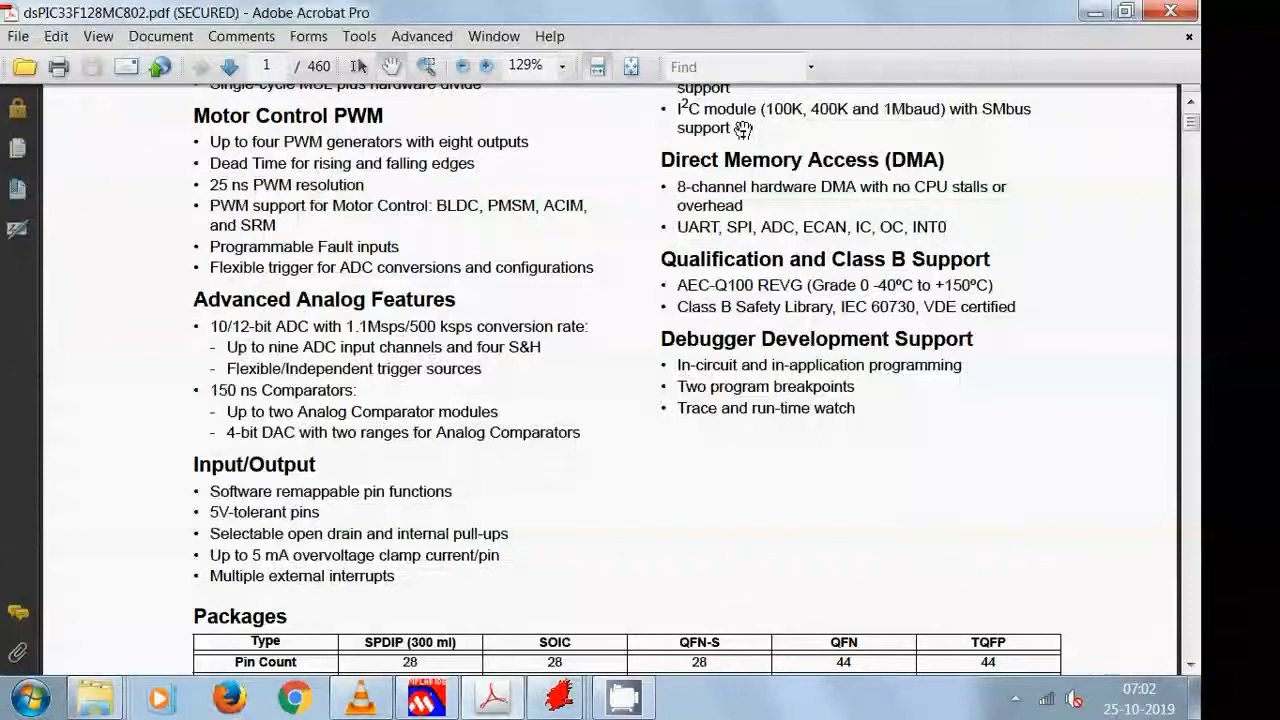 dsPIC33F128MC802.pdf (SECURED) - Adobe Acrobat Pro
File Edit View Document Comments Forms Tools Advanced Window Help
1 / 460 129% Find
Single-cycle MUL plus hardware divide
Motor Control PWM
• Up to four PWM generators with eight outputs
• Dead Time for rising and falling edges
• 25 ns PWM resolution
• PWM support for Motor Control: BLDC, PMSM, ACIM,
and SRM
• Programmable Fault inputs
• Flexible trigger for ADC conversions and configurations
Advanced Analog Features
• 10/12-bit ADC with 1.1Msps/500 ksps conversion rate:
- Up to nine ADC input channels and four S&H
- Flexible/Independent trigger sources
• 150 ns Comparators:
- Up to two Analog Comparator modules
- 4-bit DAC with two ranges for Analog Comparators
Input/Output
• Software remappable pin functions
• 5V-tolerant pins
• Selectable open drain and internal pull-ups
• Up to 5 mA overvoltage clamp current/pin
• Multiple external interrupts
support
• I²C module (100K, 400K and 1Mbaud) with SMbus
support
Direct Memory Access (DMA)
• 8-channel hardware DMA with no CPU stalls or
overhead
• UART, SPI, ADC, ECAN, IC, OC, INT0
Qualification and Class B Support
• AEC-Q100 REVG (Grade 0 -40ºC to +150ºC)
• Class B Safety Library, IEC 60730, VDE certified
Debugger Development Support
• In-circuit and in-application programming
• Two program breakpoints
• Trace and run-time watch
Packages
Type SPDIP (300 ml) SOIC QFN-S QFN TQFP
Pin Count 28 28 28 44 44
07:02
25-10-2019